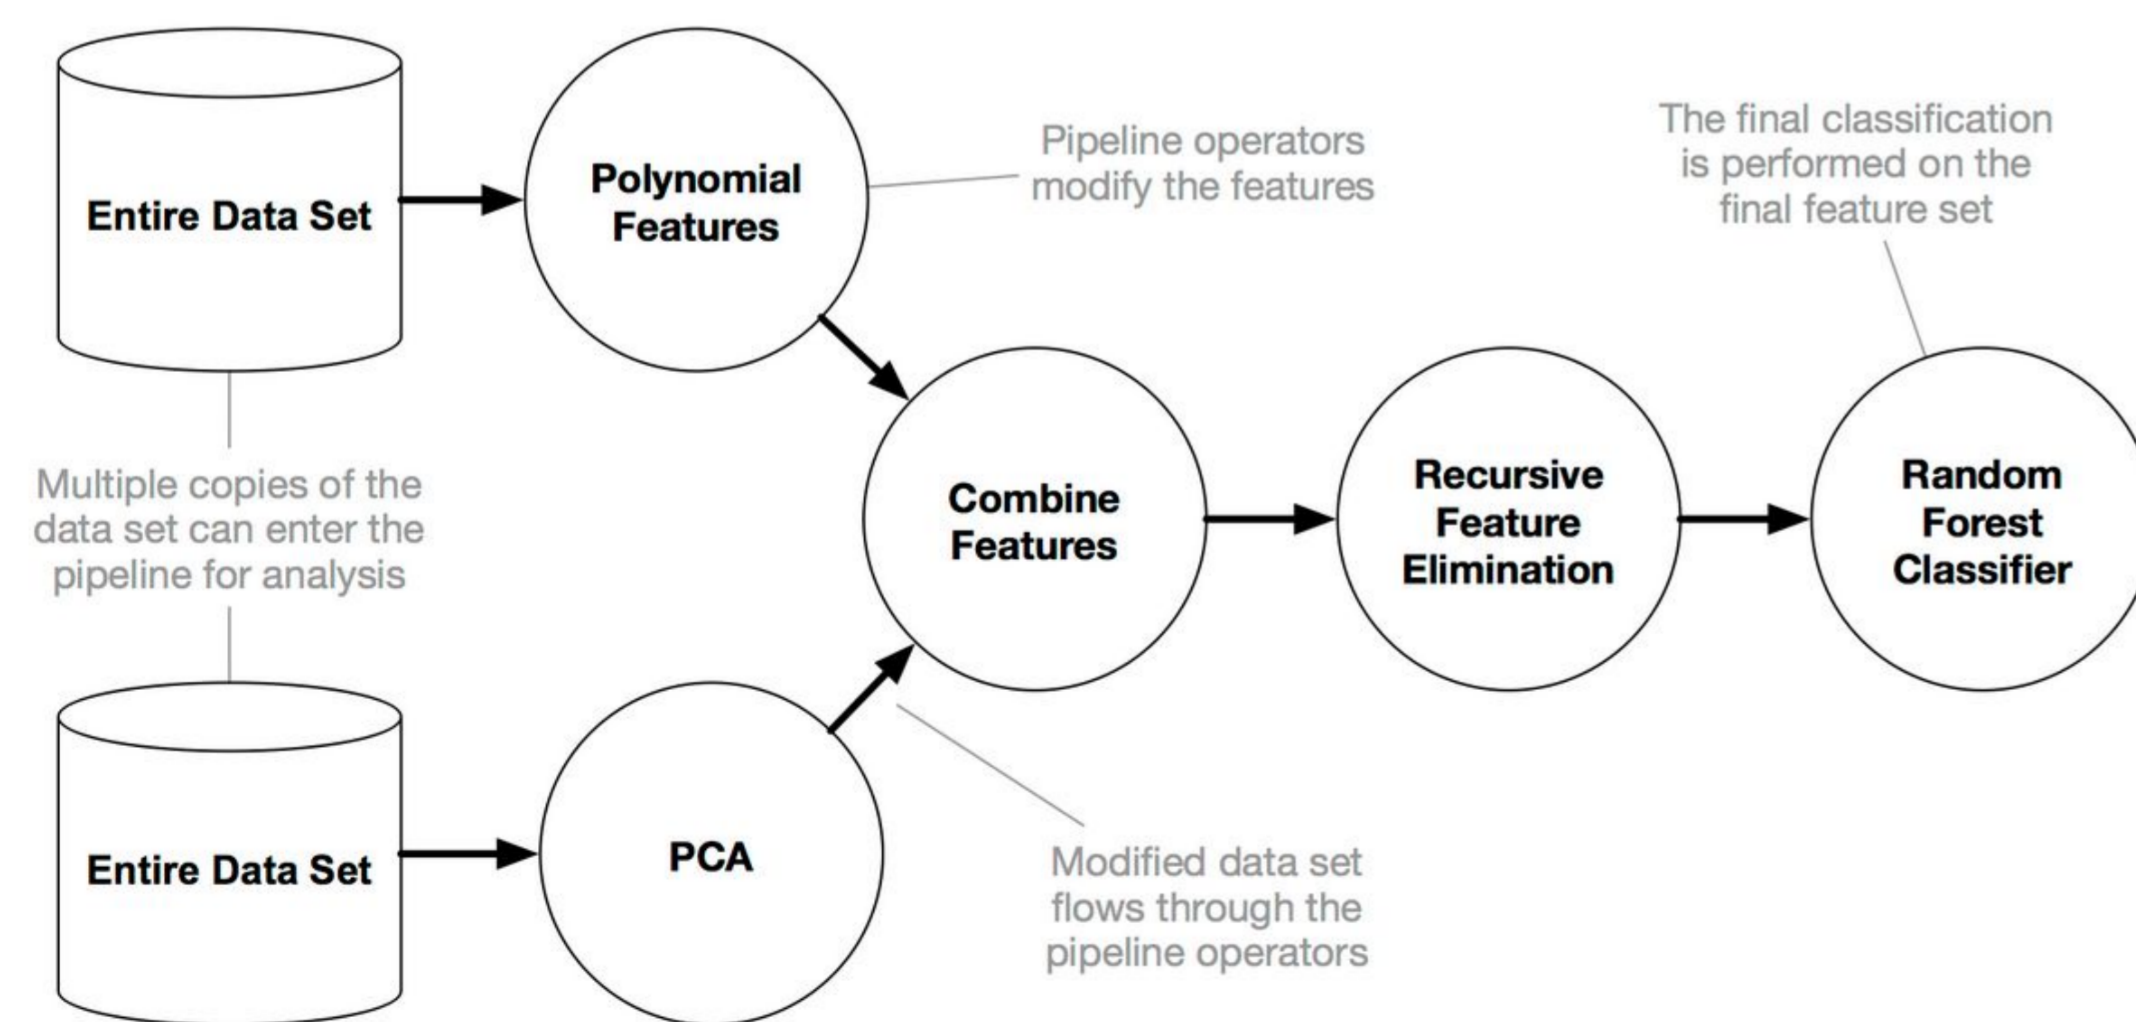 Entire Data Set
Polynomial
Features
Pipeline operators
modify the features
The final classification
is performed on the
final feature set
Multiple copies of the
data set can enter the
pipeline for analysis
Combine
Features
Recursive
Feature
Elimination
Random
Forest
Classifier
Entire Data Set
PCA
Modified data set
flows through the
pipeline operators